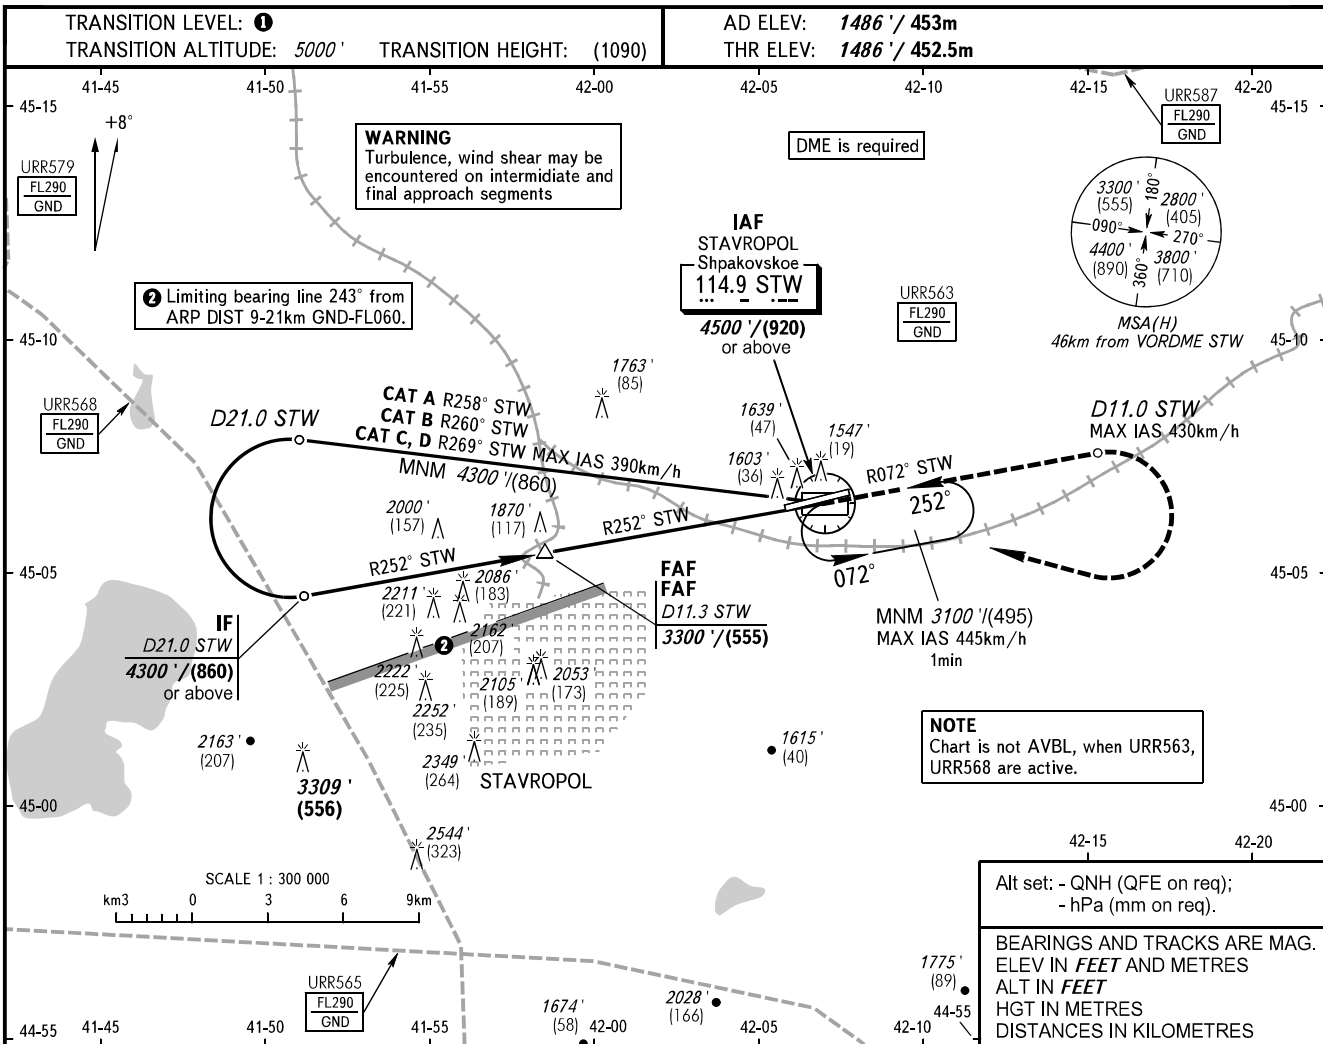 TRANSITION LEVEL: ❶
TRANSITION ALTITUDE: 5000' TRANSITION HEIGHT: (1090)
AD ELEV: 1486'/ 453m
THR ELEV: 1486'/ 452.5m
41-45 41-50 41-55 42-00 42-05 42-10 42-15 42-20
45-15 45-15
+8°
URR579
FL290
GND
WARNING
Turbulence, wind shear may be
encountered on intermidiate and
final approach segments
DME is required
URR587
FL290
GND
3300'
(555)
180°
2800'
(405)
090°
270°
4400'
(890)
360°
3800'
(710)
MSA(H)
46km from VORDME STW
IAF
STAVROPOL
Shpakovskoe
114.9 STW
4500'/(920)
or above
❷ Limiting bearing line 243° from
ARP DIST 9-21km GND-FL060.
URR563
FL290
GND
45-10 45-10
1763'
(85)
URR568
FL290
GND
D21.0 STW
CAT A R258° STW
CAT B R260° STW
CAT C, D R269° STW MAX IAS 390km/h
MNM 4300'/(860)
1639'
(47)
1547'
(19)
1603'
(36)
D11.0 STW
MAX IAS 430km/h
R072° STW
252°
2000'
(157)
1870'
(117)
R252° STW
R252° STW
072°
45-05 45-05
2086'
(183)
2211'
(221)
FAF
FAF
D11.3 STW
3300'/(555)
MNM 3100'/(495)
MAX IAS 445km/h
1min
IF
D21.0 STW
4300'/(860)
or above
❷
2162'
(207)
2222'
(225)
2105'
(189)
2053'
(173)
2252'
(235)
2163'
(207)
2349'
(264)
STAVROPOL
1615'
(40)
NOTE
Chart is not AVBL, when URR563,
URR568 are active.
3309'
(556)
45-00 45-00
2544'
(323)
42-15 42-20
SCALE 1 : 300 000
km3 0 3 6 9km
Alt set: - QNH (QFE on req);
- hPa (mm on req).
BEARINGS AND TRACKS ARE MAG.
ELEV IN FEET AND METRES
ALT IN FEET
HGT IN METRES
DISTANCES IN KILOMETRES
URR565
FL290
GND
1775'
(89)
2028'
(166)
1674'
(58)
44-55 41-45 41-50 41-55 42-00 42-05 42-10 44-55